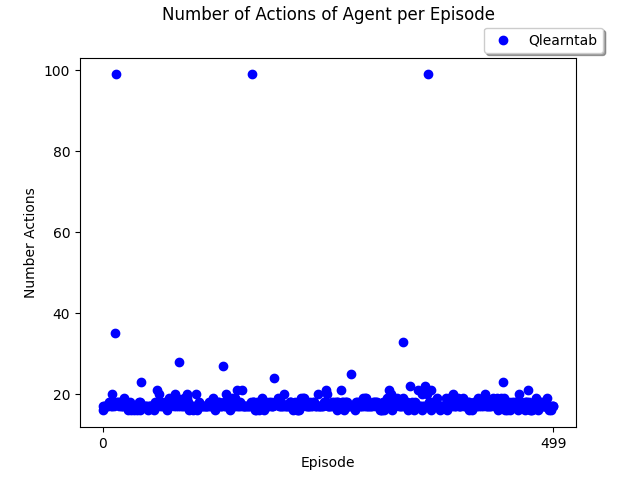 Number of Actions of Agent per Episode
Qlearntab
100
80
60
40
20
Number Actions
0
499
Episode